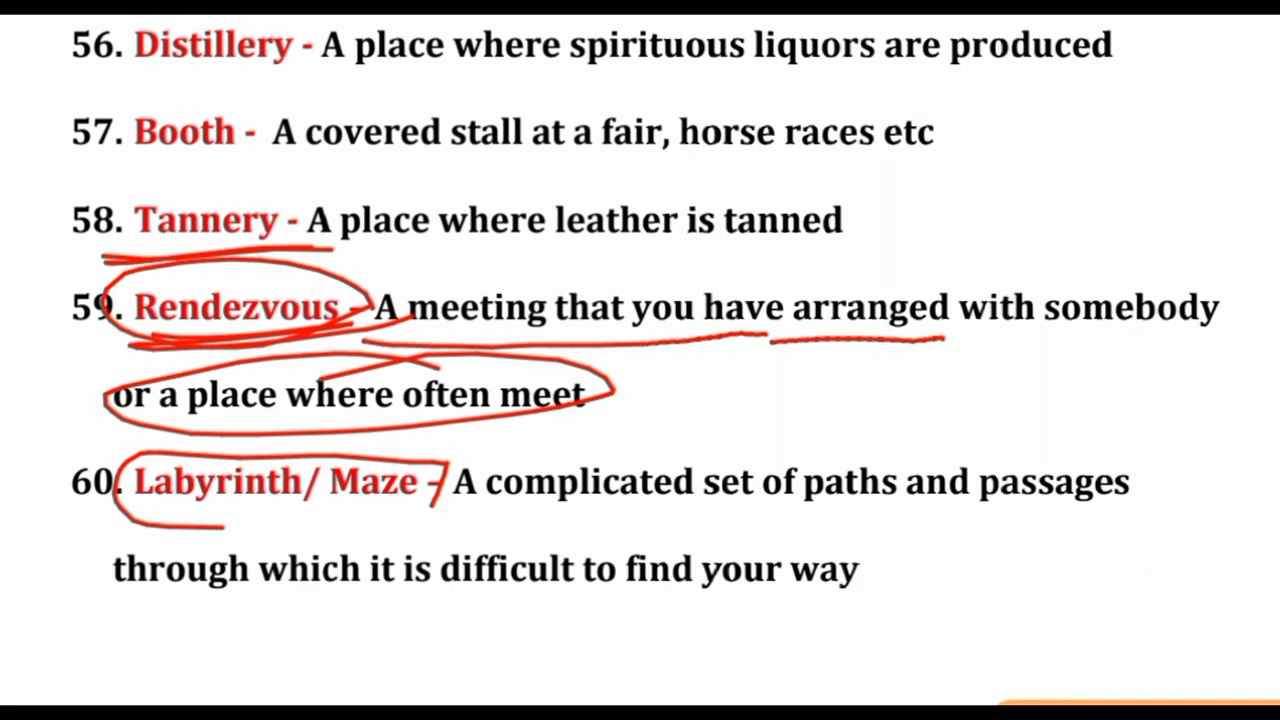 56. Distillery - A place where spirituous liquors are produced
57. Booth -  A covered stall at a fair, horse races etc
58. Tannery - A place where leather is tanned
59. Rendezvous - A meeting that you have arranged with somebody
or a place where often meet
60. Labyrinth/ Maze - A complicated set of paths and passages
through which it is difficult to find your way